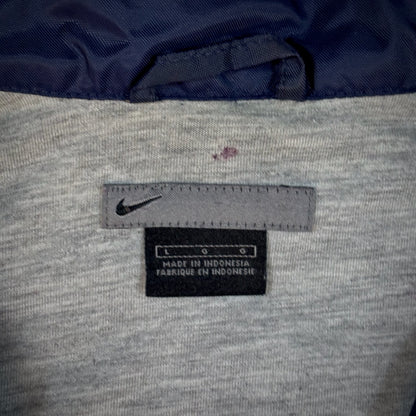 L G G
MADE IN INDONESIA
FABRIQUE EN INDONESIE